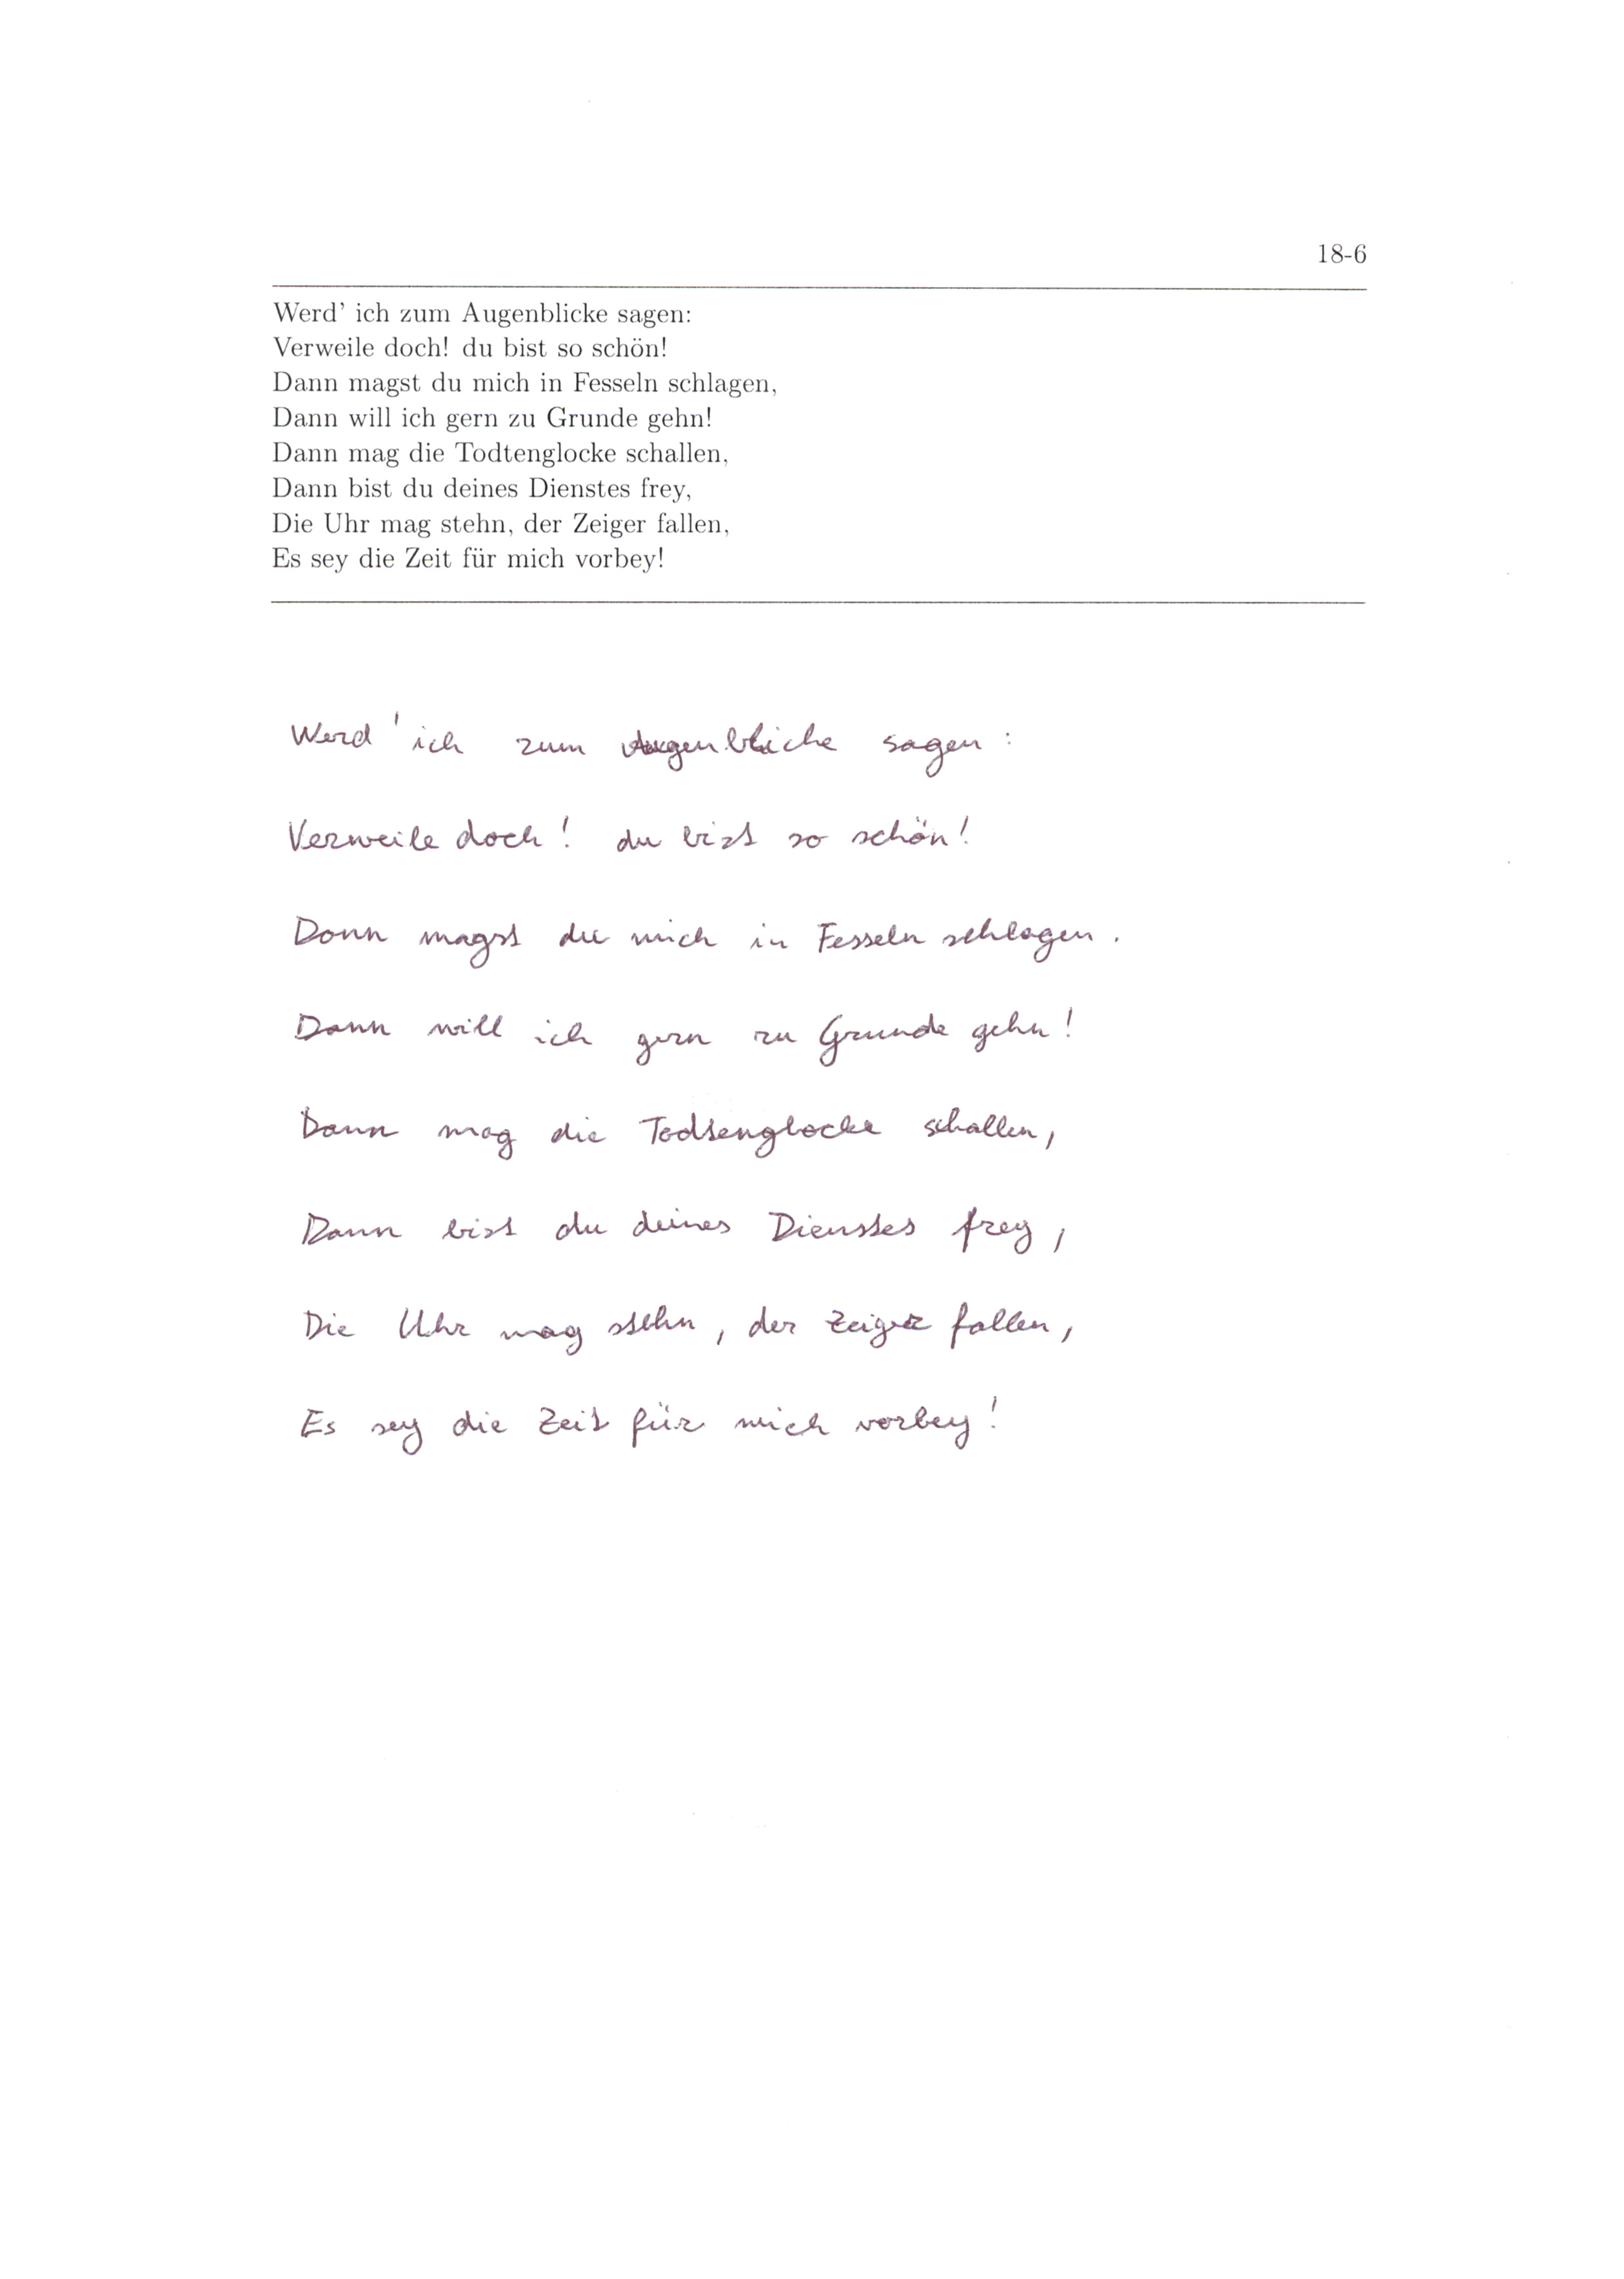 18-6
Werd' ich zum Augenblicke sagen:
Verweile doch! du bist so schön!
Dann magst du mich in Fesseln schlagen,
Dann will ich gern zu Grunde gehn!
Dann mag die Todtenglocke schallen,
Dann bist du deines Dienstes frey,
Die Uhr mag stehn, der Zeiger fallen,
Es sey die Zeit für mich vorbey!
Werd' ich zum Augenblicke sagen:
Verweile doch! du bist so schön!
Dann magst du mich in Fesseln schlagen.
Dann will ich gern zu Grunde gehn!
Dann mag die Todtenglocke schallen,
Dann bist du deines Dienstes frey,
Die Uhr mag stehn, der Zeiger fallen,
Es sey die Zeit für mich vorbey!